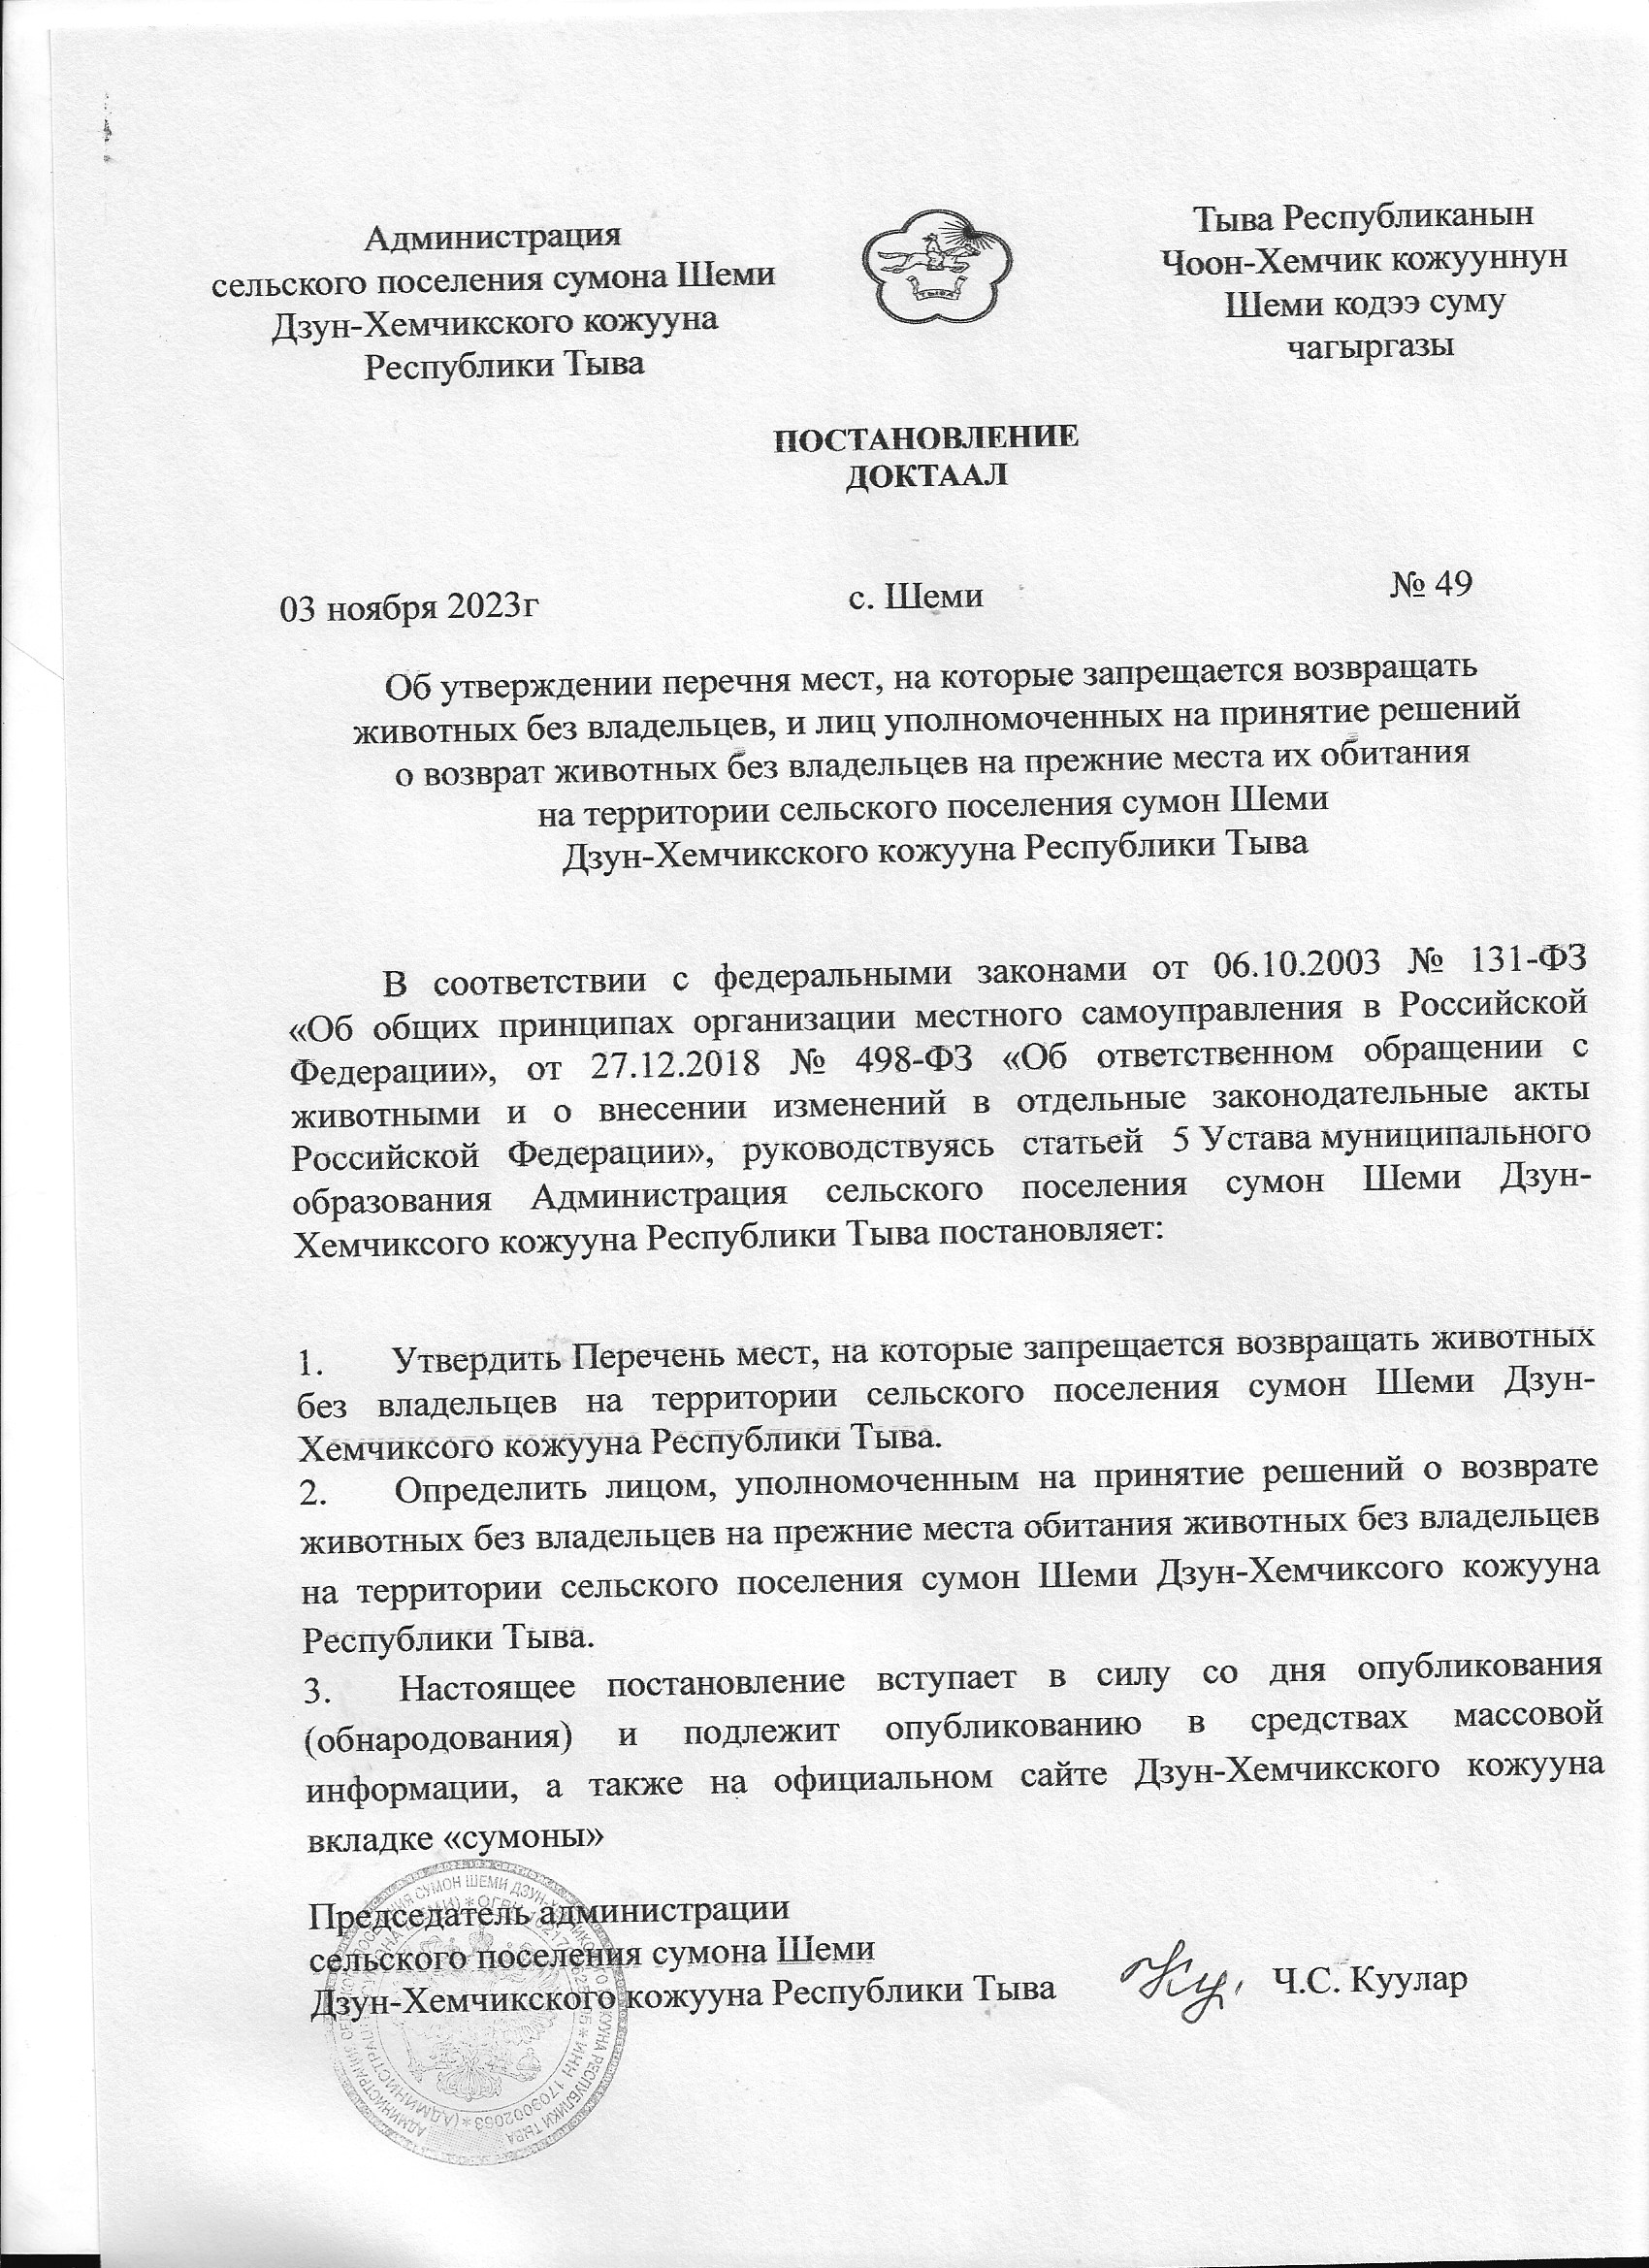 Администрация
сельского поселения сумона Шеми
Дзун-Хемчикского кожууна
Республики Тыва
ТЫВА
Тыва Республиканын
Чоон-Хемчик кожууннун
Шеми кодээ суму
чагыргазы
ПОСТАНОВЛЕНИЕ
ДОКТААЛ
03 ноября 2023г
с. Шеми
№ 49
Об утверждении перечня мест, на которые запрещается возвращать
животных без владельцев, и лиц уполномоченных на принятие решений
о возврат животных без владельцев на прежние места их обитания
на территории сельского поселения сумон Шеми
Дзун-Хемчикского кожууна Республики Тыва
В соответствии с федеральными законами от 06.10.2003 № 131-ФЗ
«Об общих принципах организации местного самоуправления в Российской
Федерации», от 27.12.2018 № 498-ФЗ «Об ответственном обращении с
животными и о внесении изменений в отдельные законодательные акты
Российской Федерации», руководствуясь статьей 5 Устава муниципального
образования Администрация сельского поселения сумон Шеми Дзун-
Хемчиксого кожууна Республики Тыва постановляет:
1. Утвердить Перечень мест, на которые запрещается возвращать животных
без владельцев на территории сельского поселения сумон Шеми Дзун-
Хемчиксого кожууна Республики Тыва.
2. Определить лицом, уполномоченным на принятие решений о возврате
животных без владельцев на прежние места обитания животных без владельцев
на территории сельского поселения сумон Шеми Дзун-Хемчиксого кожууна
Республики Тыва.
3. Настоящее постановление вступает в силу со дня опубликования
(обнародования) и подлежит опубликованию в средствах массовой
информации, а также на официальном сайте Дзун-Хемчикского кожууна
вкладке «сумоны»
Председатель администрации
сельского поселения сумона Шеми
Дзун-Хемчикского кожууна Республики Тыва
Ч.С. Куулар
СУМОН ШЕМИ ДЗУН-
КОЖУУНА РЕСПУБЛИКИ ТЫВА
ИНН 1703002063